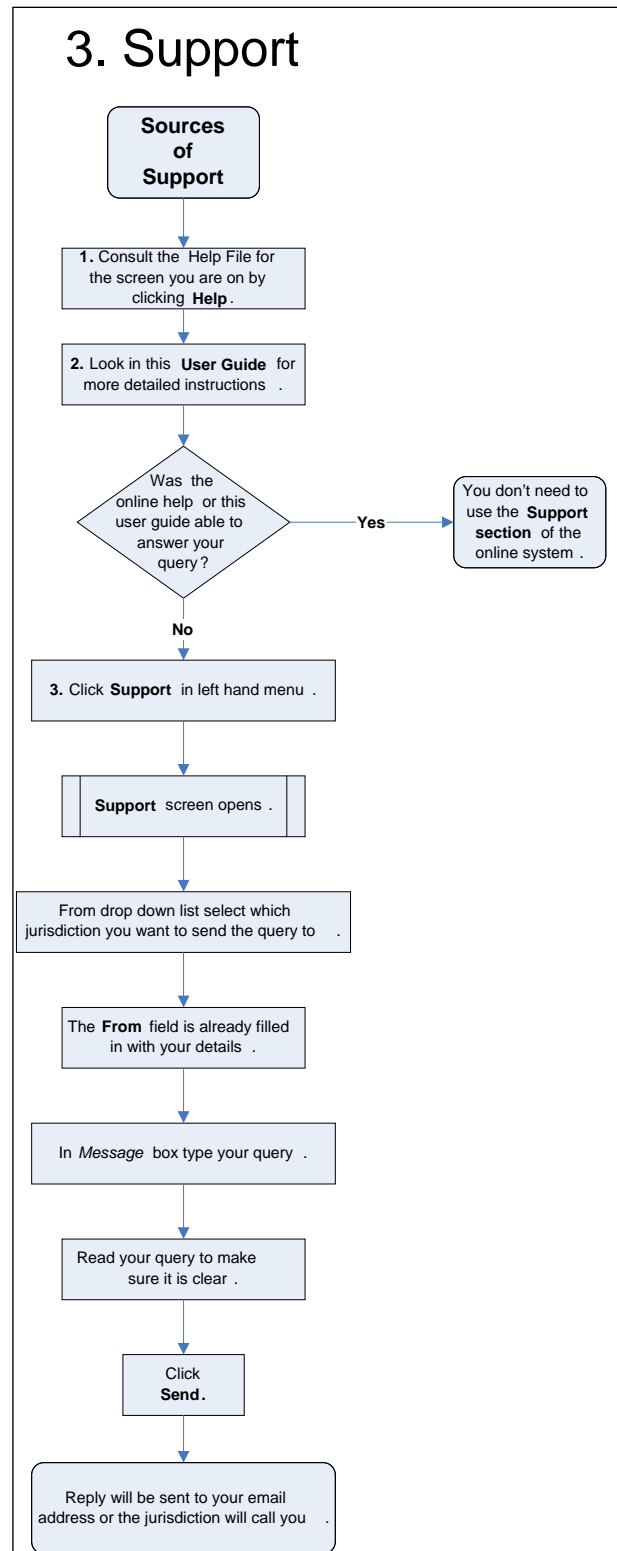 3. Support
Sources
of
Support
1. Consult the Help File for
the screen you are on by
clicking Help.
2. Look in this User Guide for
more detailed instructions .
Was the
online help or this
user guide able to
answer your
query?
Yes
You don't need to
use the Support
section of the
online system .
No
3. Click Support in left hand menu .
Support screen opens .
From drop down list select which
jurisdiction you want to send the query to .
The From field is already filled
in with your details .
In Message box type your query .
Read your query to make
sure it is clear .
Click
Send.
Reply will be sent to your email
address or the jurisdiction will call you .